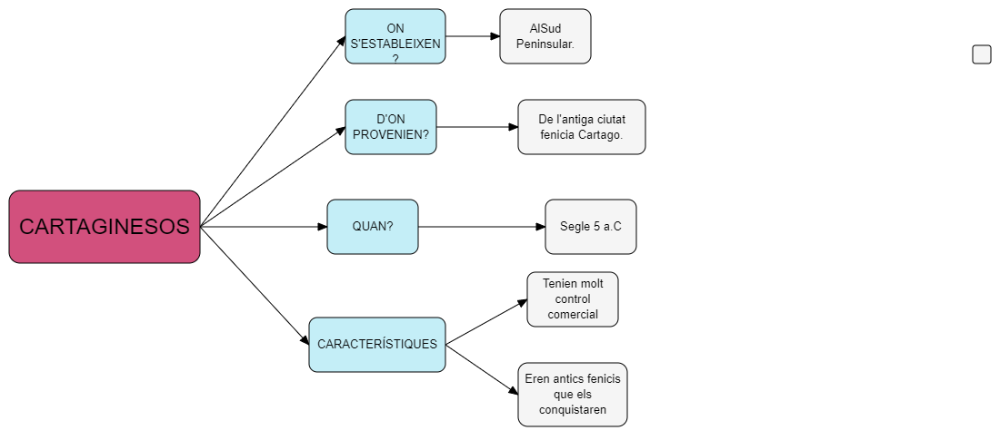 ON
S'ESTABLEIXEN
?
AlSud
Peninsular.
D'ON
PROVENIEN?
De l'antiga ciutat
fenicia Cartago.
CARTAGINESOS
QUAN?
Segle 5 a.C
Tenien molt
control
comercial
CARACTERÍSTIQUES
Eren antics fenicis
que els
conquistaren